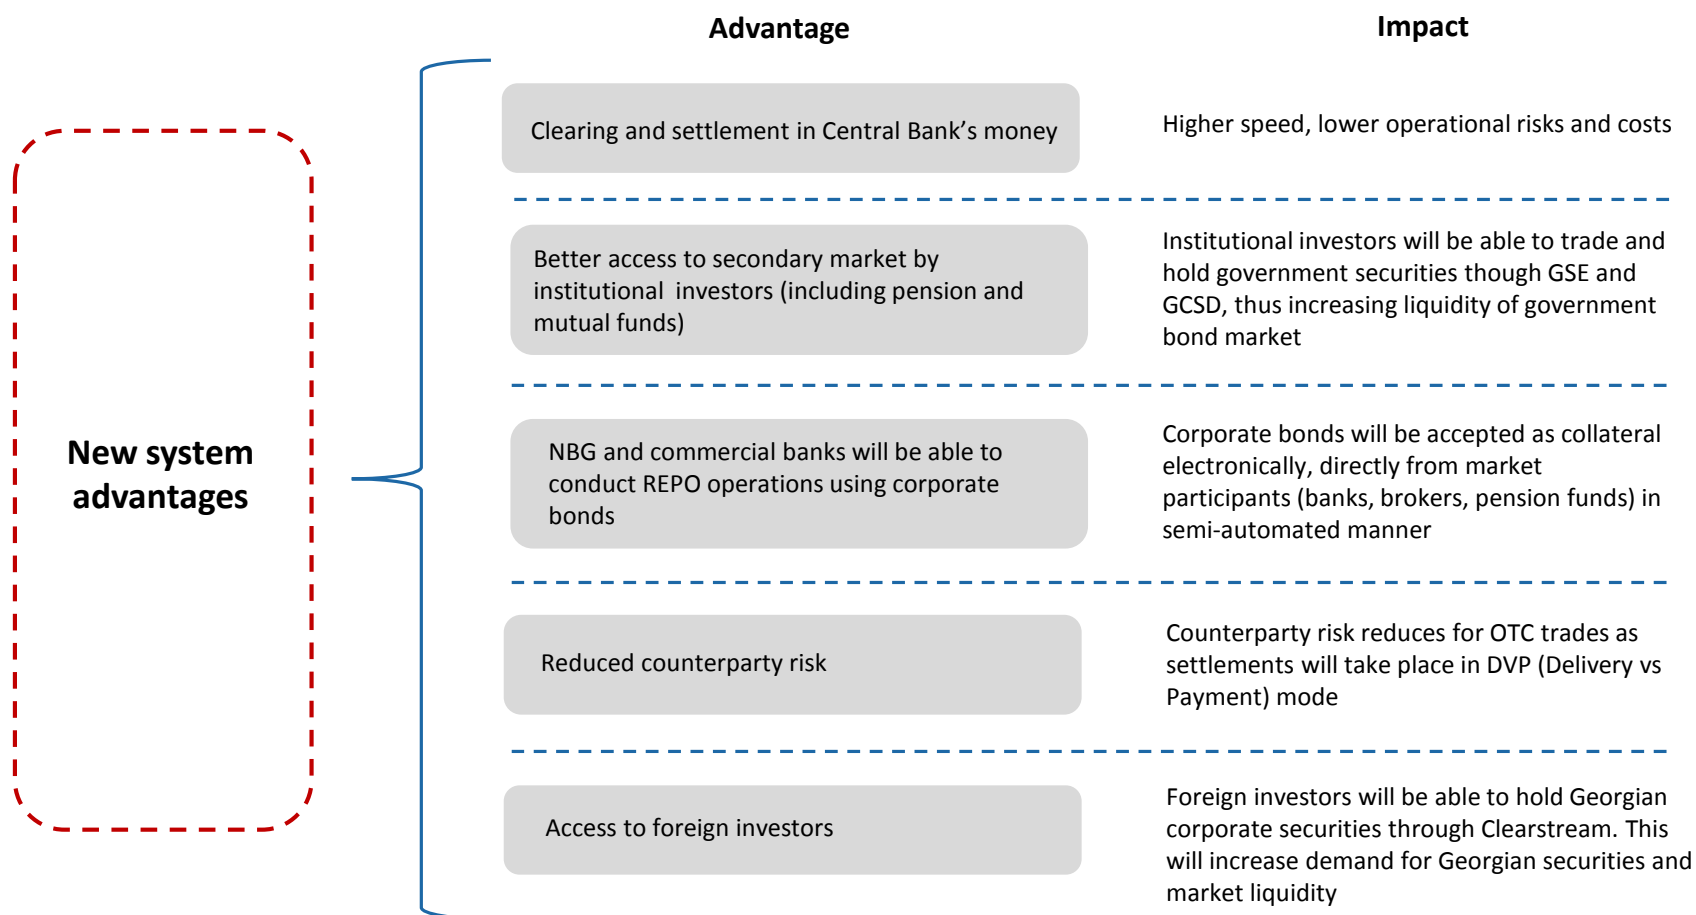 Advantage
Impact
New system
advantages
Clearing and settlement in Central Bank's money
Higher speed, lower operational risks and costs
Better access to secondary market by
institutional investors (including pension and
mutual funds)
Institutional investors will be able to trade and
hold government securities though GSE and
GCSD, thus increasing liquidity of government
bond market
NBG and commercial banks will be able to
conduct REPO operations using corporate
bonds
Corporate bonds will be accepted as collateral
electronically, directly from market
participants (banks, brokers, pension funds) in
semi-automated manner
Reduced counterparty risk
Counterparty risk reduces for OTC trades as
settlements will take place in DVP (Delivery vs
Payment) mode
Access to foreign investors
Foreign investors will be able to hold Georgian
corporate securities through Clearstream. This
will increase demand for Georgian securities and
market liquidity